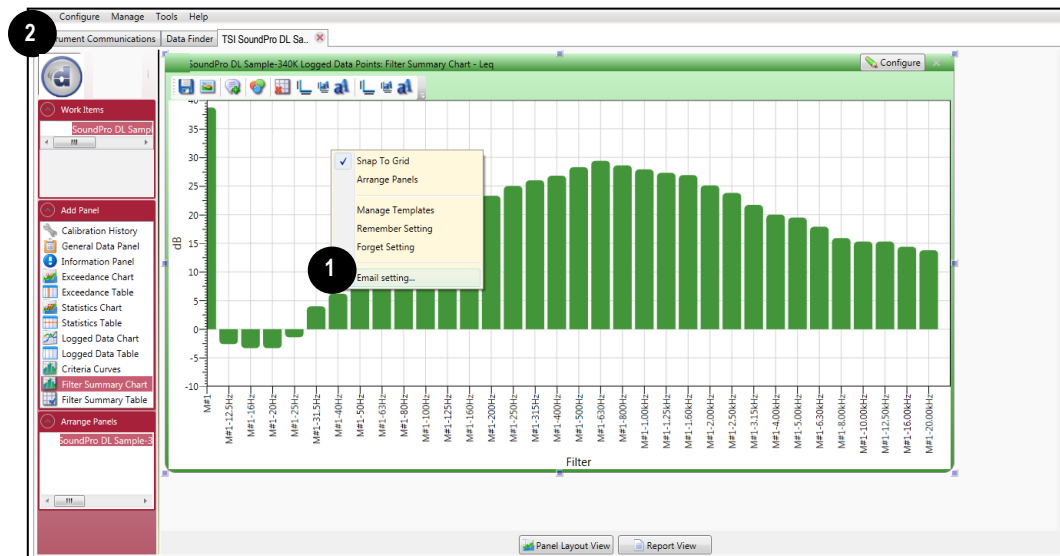 2
Configure Manage Tools Help
rument Communications Data Finder TSI SoundPro DL Sa..
SoundPro DL Sample-340K Logged Data Points: Filter Summary Chart - Leq
Configure
Work Items
SoundPro DL Sampl
Add Panel
Calibration History
General Data Panel
Information Panel
Exceedance Chart
Exceedance Table
Statistics Chart
Statistics Table
Logged Data Chart
Logged Data Table
Criteria Curves
Filter Summary Chart
Filter Summary Table
Arrange Panels
SoundPro DL Sample-3
Snap To Grid
Arrange Panels
Manage Templates
Remember Setting
Forget Setting
1
Email setting...
dB
40
35
30
25
20
15
10
5
0
-5
-10
M#1
M#1-12.5Hz
M#1-16Hz
M#1-20Hz
M#1-25Hz
M#1-31.5Hz
M#1-40Hz
M#1-50Hz
M#1-63Hz
M#1-80Hz
M#1-100Hz
M#1-125Hz
M#1-160Hz
M#1-200Hz
M#1-250Hz
M#1-315Hz
M#1-400Hz
M#1-500Hz
M#1-630Hz
M#1-800Hz
M#1-1.00kHz
M#1-1.25kHz
M#1-1.60kHz
M#1-2.00kHz
M#1-2.50kHz
M#1-3.15kHz
M#1-4.00kHz
M#1-5.00kHz
M#1-6.30kHz
M#1-8.00kHz
M#1-10.00kHz
M#1-12.50kHz
M#1-16.00kHz
M#1-20.00kHz
Filter
Panel Layout View
Report View